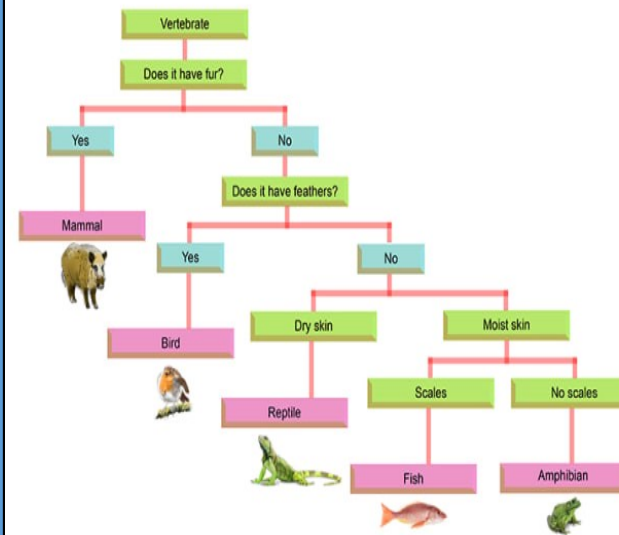 Vertebrate
Does it have fur?
Yes
No
Does it have feathers?
Mammal
Yes
No
Bird
Dry skin
Moist skin
Reptile
Scales
No scales
Fish
Amphibian